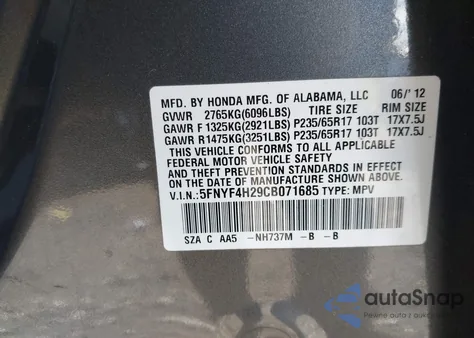 MFD. BY HONDA MFG. OF ALABAMA, LLC 06/'12
GVWR 2765KG(6096LBS) TIRE SIZE RIM SIZE
GAWR F 1325KG(2921LBS) P235/65R17 103T 17X7.5J
GAWR R1475KG(3251LBS) P235/65R17 103T 17X7.5J
THIS VEHICLE CONFORMS TO ALL APPLICABLE
FEDERAL MOTOR VEHICLE SAFETY AND
THEFT PREVENTION STANDARDS IN EFFECT ON THE
DATE OF MANUFACTURE SHOWN ABOVE.
V.I.N.: 5FNYF4H29CB071685 TYPE: MPV
SZA C AA5 -NH737M -B -B
autoSnap